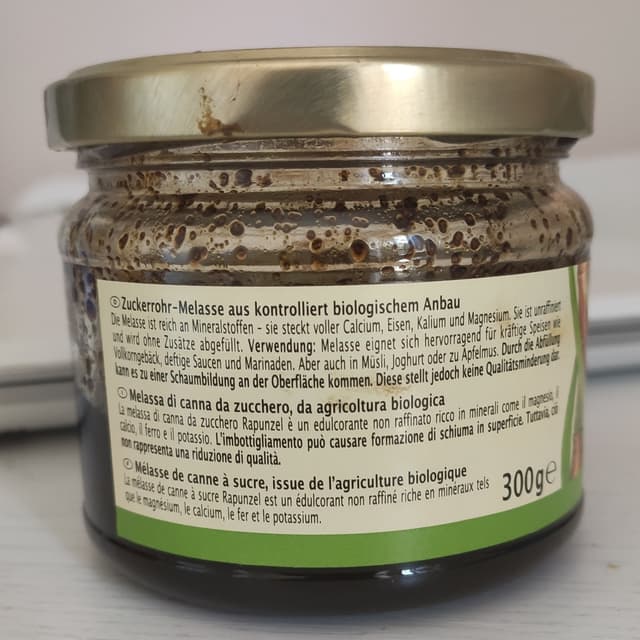 D Zuckerrohr-Melasse aus kontrolliert biologischem Anbau
Die Melasse ist reich an Mineralstoffen - sie steckt voller Calcium, Eisen, Kalium und Magnesium. Sie ist unraffiniert
und wird ohne Zusätze abgefüllt. Verwendung: Melasse eignet sich hervorragend für kräftige Speisen wie
Vollkorngebäck, deftige Saucen und Marinaden. Aber auch in Müsli, Joghurt oder zu Apfelmus. Durch die Abfüllung
kann es zu einer Schaumbildung an der Oberfläche kommen. Diese stellt jedoch keine Qualitätsminderung dar.
I Melassa di canna da zucchero, da agricoltura biologica
La melassa di canna da zucchero Rapunzel è un edulcorante non raffinato ricco in minerali come il magnesio, il
calcio, il ferro e il potassio. L'imbottigliamento può causare formazione di schiuma in superficie. Tuttavia, ciò
non rappresenta una riduzione di qualità.
F Mélasse de canne à sucre, issue de l'agriculture biologique
La mélasse de canne à sucre Rapunzel est un édulcorant non raffiné riche en minéraux tels
que le magnésium, le calcium, le fer et le potassium.
300g℮